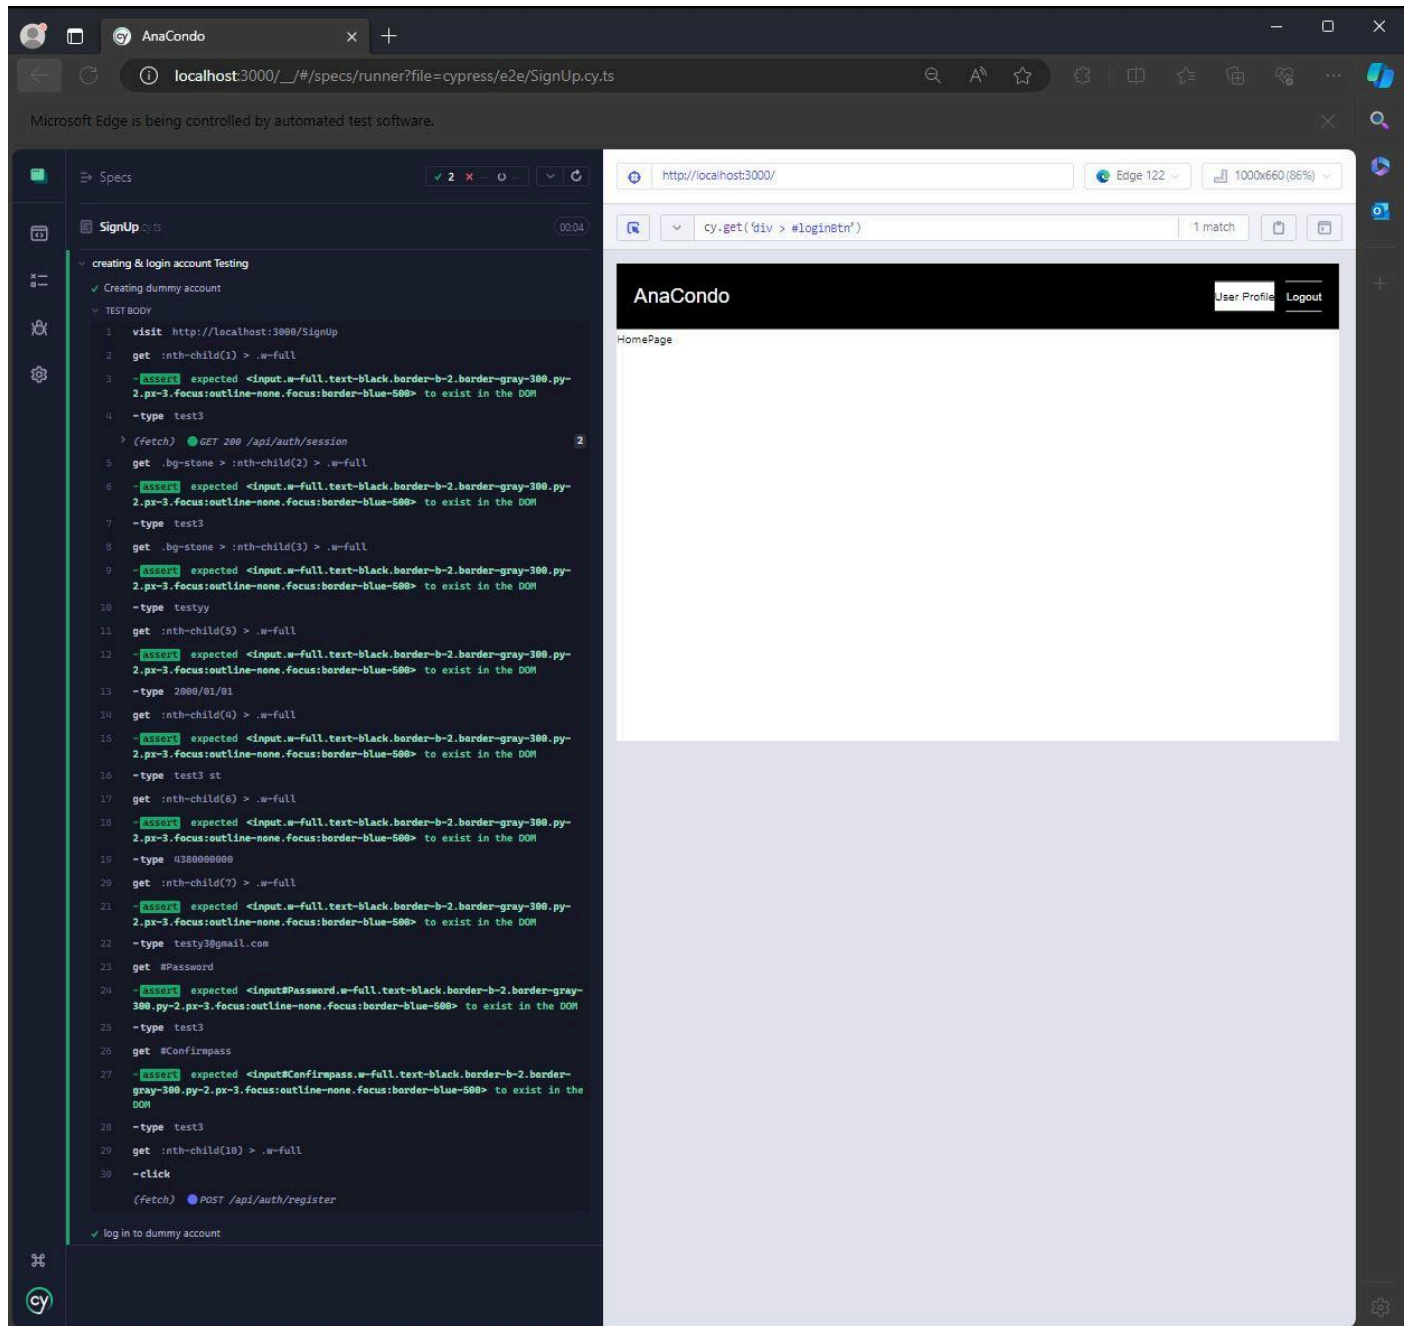 AnaCondo
localhost:3000/__/#/specs/runner?file=cypress/e2e/SignUp.cy.ts
Microsoft Edge is being controlled by automated test software.
Specs
2 -- --
SignUp.cy.ts 00:04
creating & login account Testing
Creating dummy account
TEST BODY
1 visit http://localhost:3000/SignUp
2 get :nth-child(1) > .w-full
3 -assert expected <input.w-full.text-black.border-b-2.border-gray-300.py-
2.px-3.focus:outline-none.focus:border-blue-500> to exist in the DOM
4 -type test3
(fetch) GET 200 /api/auth/session 2
5 get .bg-stone > :nth-child(2) > .w-full
6 -assert expected <input.w-full.text-black.border-b-2.border-gray-300.py-
2.px-3.focus:outline-none.focus:border-blue-500> to exist in the DOM
7 -type test3
8 get .bg-stone > :nth-child(3) > .w-full
9 -assert expected <input.w-full.text-black.border-b-2.border-gray-300.py-
2.px-3.focus:outline-none.focus:border-blue-500> to exist in the DOM
10 -type testyy
11 get :nth-child(5) > .w-full
12 -assert expected <input.w-full.text-black.border-b-2.border-gray-300.py-
2.px-3.focus:outline-none.focus:border-blue-500> to exist in the DOM
13 -type 2000/01/01
14 get :nth-child(4) > .w-full
15 -assert expected <input.w-full.text-black.border-b-2.border-gray-300.py-
2.px-3.focus:outline-none.focus:border-blue-500> to exist in the DOM
16 -type test3 st
17 get :nth-child(6) > .w-full
18 -assert expected <input.w-full.text-black.border-b-2.border-gray-300.py-
2.px-3.focus:outline-none.focus:border-blue-500> to exist in the DOM
19 -type 4380000000
20 get :nth-child(7) > .w-full
21 -assert expected <input.w-full.text-black.border-b-2.border-gray-300.py-
2.px-3.focus:outline-none.focus:border-blue-500> to exist in the DOM
22 -type testy3@gmail.com
23 get #Password
24 -assert expected <input#Password.w-full.text-black.border-b-2.border-gray-
300.py-2.px-3.focus:outline-none.focus:border-blue-500> to exist in the DOM
25 -type test3
26 get #Confirmpass
27 -assert expected <input#Confirmpass.w-full.text-black.border-b-2.border-
gray-300.py-2.px-3.focus:outline-none.focus:border-blue-500> to exist in the
DOM
28 -type test3
29 get :nth-child(10) > .w-full
30 -click
(fetch) POST /api/auth/register
log in to dummy account
cy
http://localhost:3000/ Edge 122 1000x660 (86%)
cy.get('div > #loginBtn') 1 match
AnaCondo User Profile Logout
HomePage